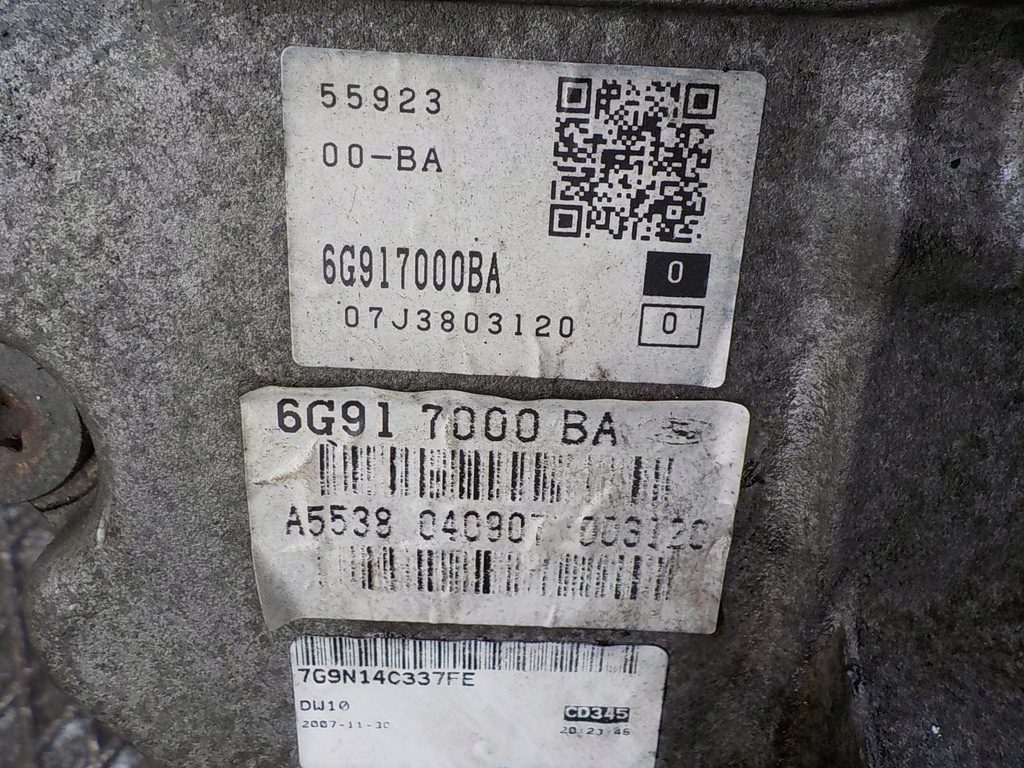 55923
00-BA
6G917000BA
0
07J3803120
0
6G91 7000 BA
A5538 040907 003120
7G9N14C337FE
DW10
CD345
2007-11-30
20:23:46